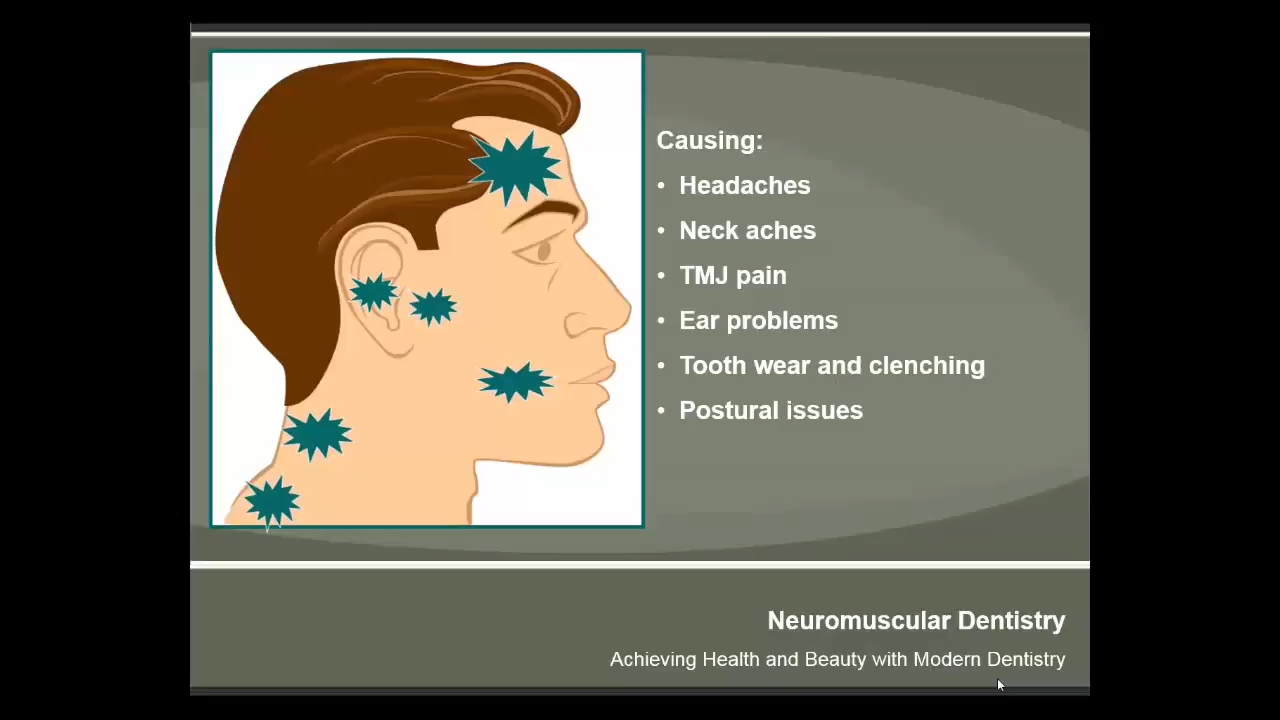 Causing:
• Headaches
• Neck aches
• TMJ pain
• Ear problems
• Tooth wear and clenching
• Postural issues
Neuromuscular Dentistry
Achieving Health and Beauty with Modern Dentistry